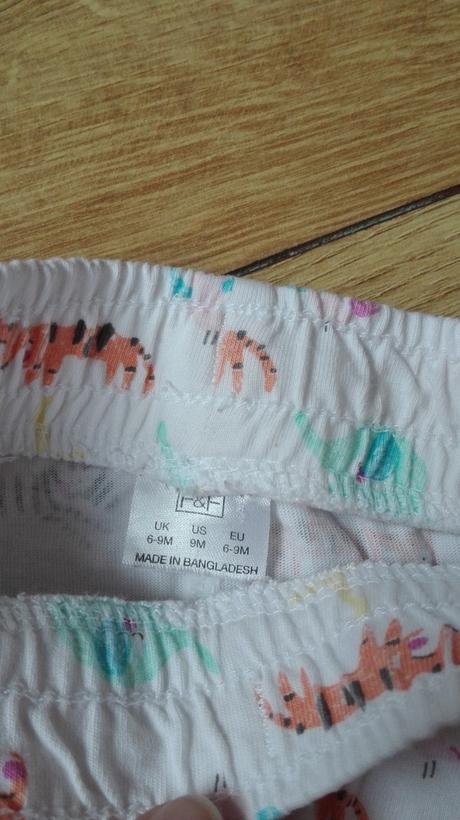 F&F
UK US EU
6-9M 9M 6-9M
MADE IN BANGLADESH